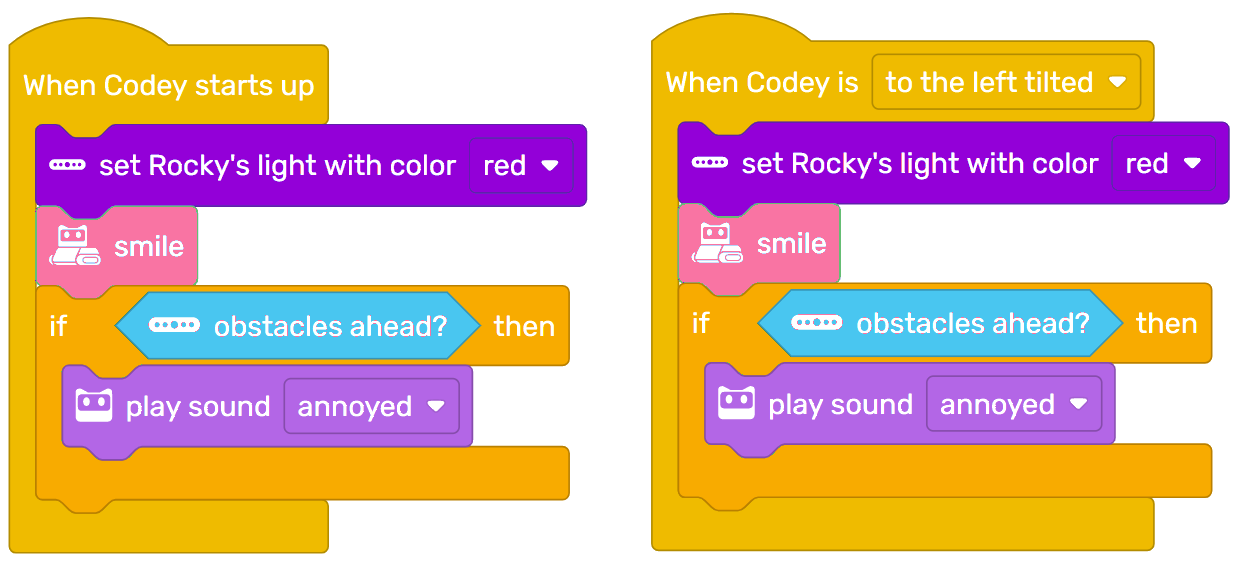 When Codey starts up
set Rocky's light with color red
smile
if obstacles ahead? then
play sound annoyed
When Codey is to the left tilted
set Rocky's light with color red
smile
if obstacles ahead? then
play sound annoyed